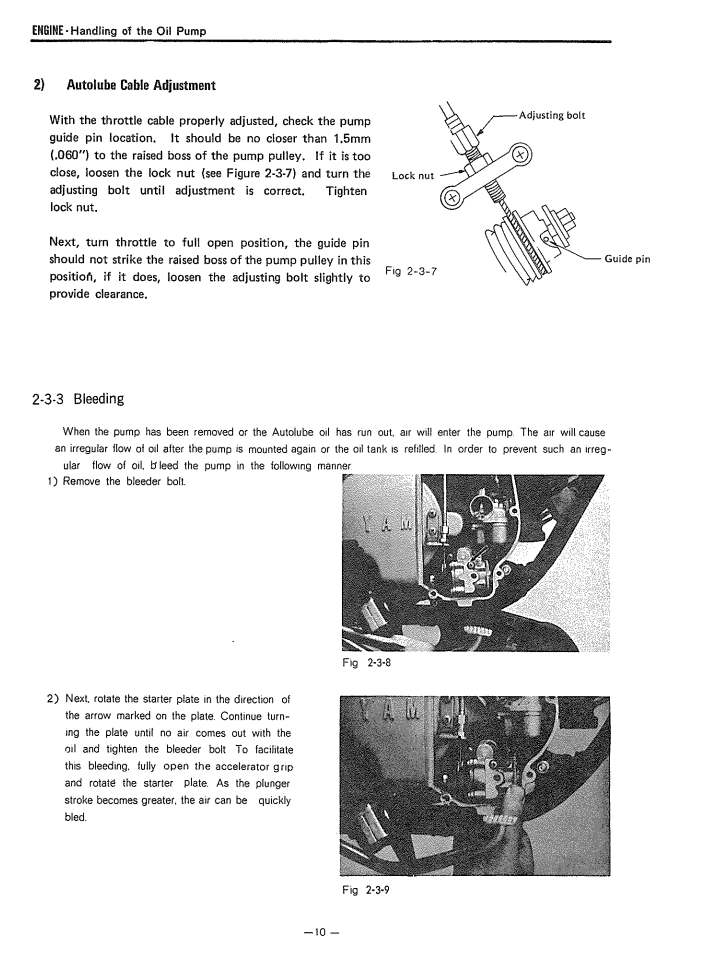 ENGINE · Handling of the Oil Pump
2) Autolube Cable Adjustment
With the throttle cable properly adjusted, check the pump
guide pin location. It should be no closer than 1.5mm
(.060") to the raised boss of the pump pulley. If it is too
close, loosen the lock nut (see Figure 2-3-7) and turn the
adjusting bolt until adjustment is correct. Tighten
lock nut.
Next, turn throttle to full open position, the guide pin
should not strike the raised boss of the pump pulley in this
position, if it does, loosen the adjusting bolt slightly to
provide clearance.
Adjusting bolt
Lock nut
Guide pin
Fig 2-3-7
2-3-3 Bleeding
When the pump has been removed or the Autolube oil has run out, air will enter the pump. The air will cause
an irregular flow of oil after the pump is mounted again or the oil tank is refilled. In order to prevent such an irreg-
ular flow of oil, bleed the pump in the following manner
1) Remove the bleeder bolt.
YAM
Fig 2-3-8
2) Next, rotate the starter plate in the direction of
the arrow marked on the plate. Continue turn-
ing the plate until no air comes out with the
oil and tighten the bleeder bolt To facilitate
this bleeding, fully open the accelerator grip
and rotate the starter plate. As the plunger
stroke becomes greater, the air can be quickly
bled.
YAM
Fig 2-3-9
—10 —